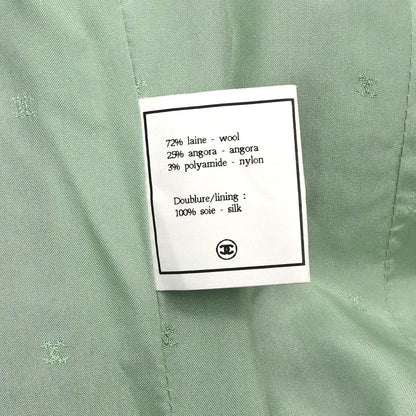 72% laine - wool
25% angora - angora
3% polyamide - nylon
Doublure/lining :
100% soie - silk